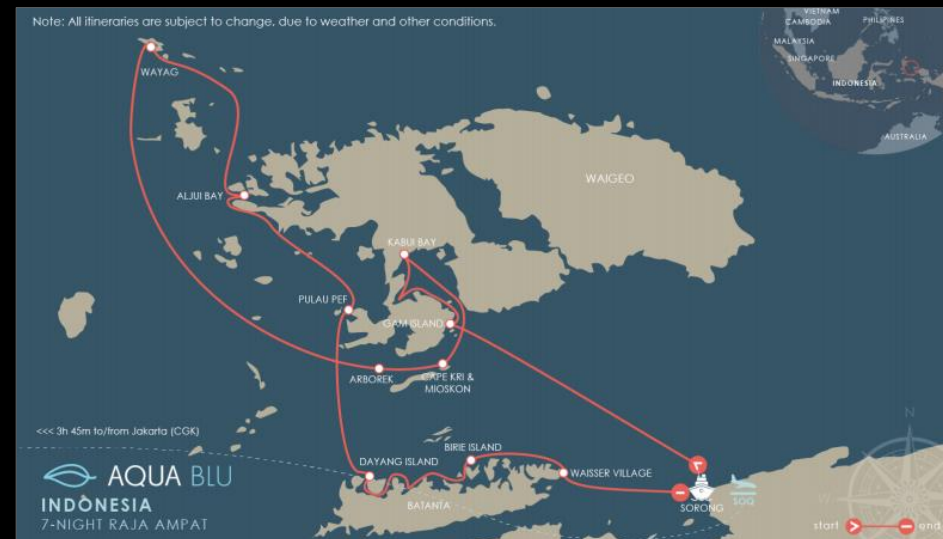 Note: All itineraries are subject to change, due to weather and other conditions.
VIETNAM
CAMBODIA
PHILIPPINES
MALAYSIA
SINGAPORE
INDONESIA
AUSTRALIA
WAYAG
ALJUI BAY
WAIGEO
KABUI BAY
PULAU PEF
GAM ISLAND
ARBOREK
CAPE KRI &
MIOSKON
<<< 3h 45m to/from Jakarta (CGK)
BIRIE ISLAND
DAYANG ISLAND
WAISSER VILLAGE
BATANTA
SORONG
SOQ
N
W
AQUA BLU
INDONESIA
7-NIGHT RAJA AMPAT
start
end